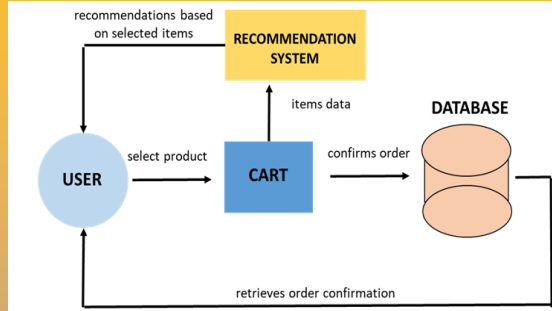 recommendations based
on selected items
RECOMMENDATION
SYSTEM
items data
DATABASE
USER
select product
CART
confirms order
retrieves order confirmation